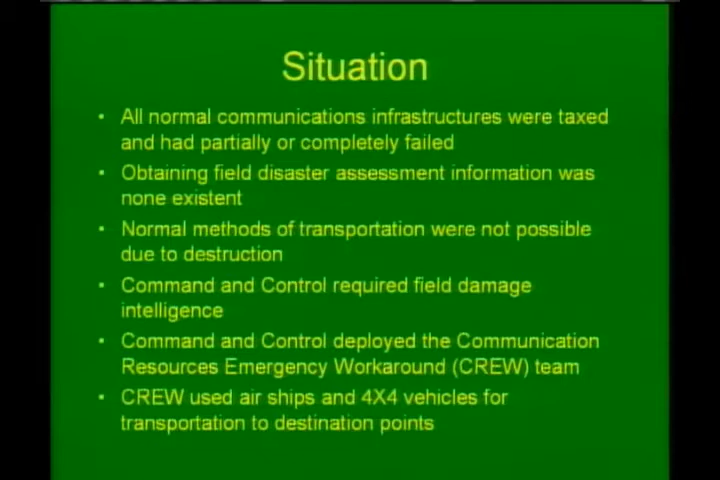 Situation
• All normal communications infrastructures were taxed
and had partially or completely failed
• Obtaining field disaster assessment information was
none existent
• Normal methods of transportation were not possible
due to destruction
• Command and Control required field damage
intelligence
• Command and Control deployed the Communication
Resources Emergency Workaround (CREW) team
• CREW used air ships and 4X4 vehicles for
transportation to destination points